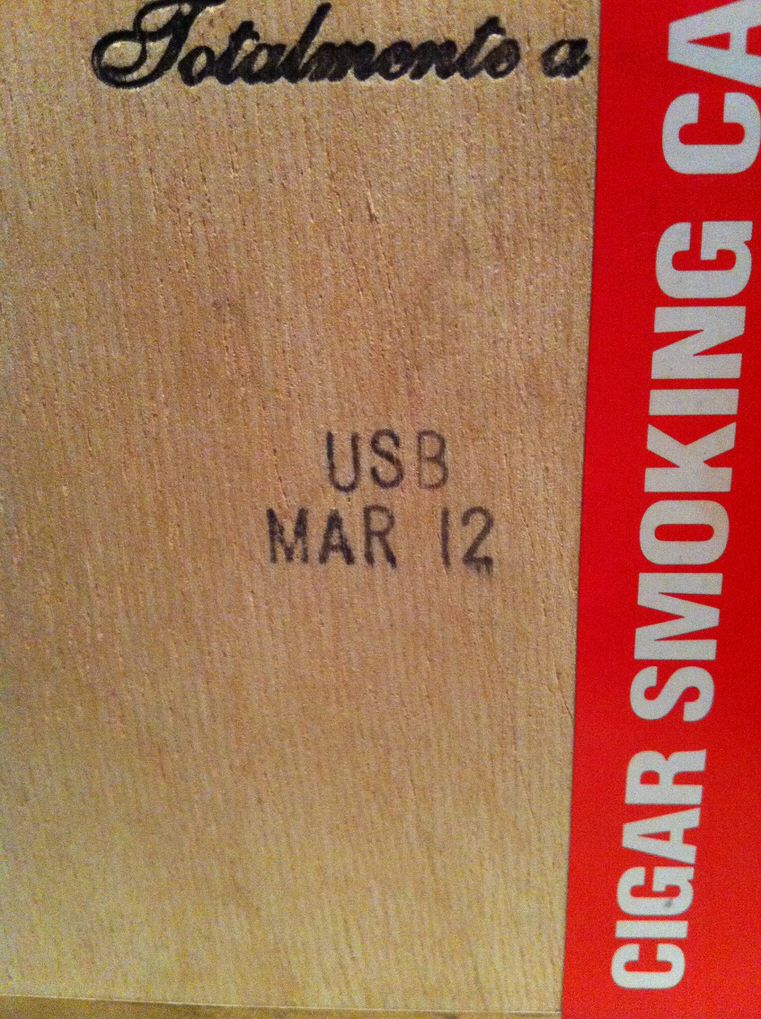 Totalmente a
USB
MAR 12
CIGAR SMOKING CA